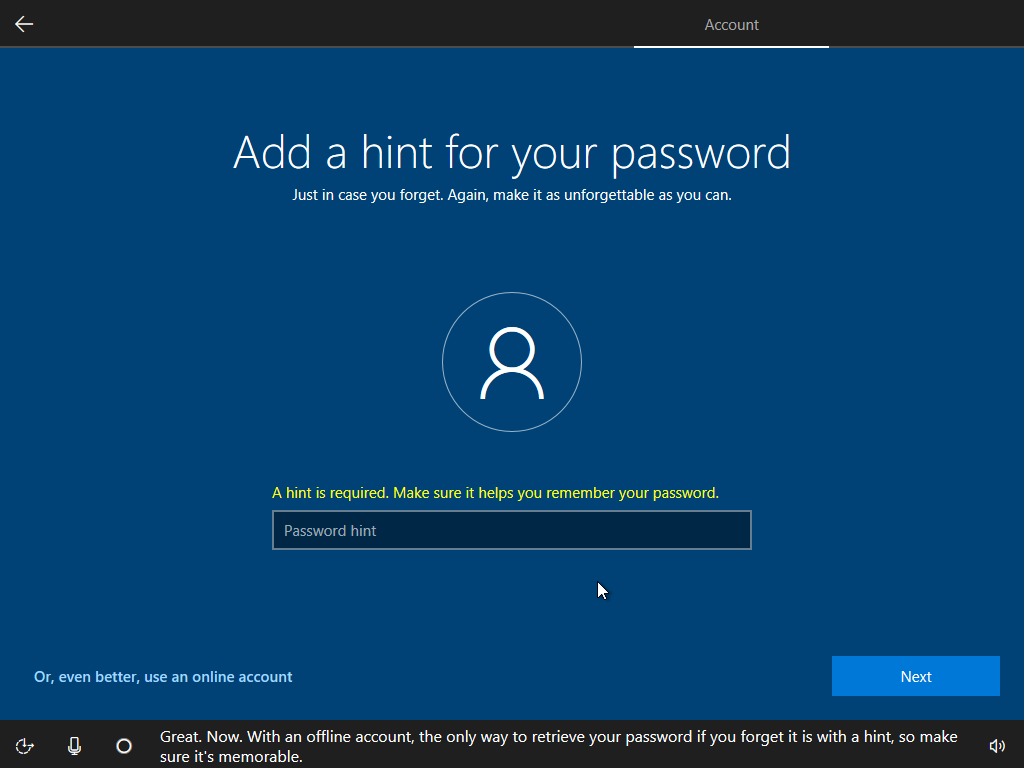 Account
Add a hint for your password
Just in case you forget. Again, make it as unforgettable as you can.
A hint is required. Make sure it helps you remember your password.
Password hint
Or, even better, use an online account
Next
Great. Now. With an offline account, the only way to retrieve your password if you forget it is with a hint, so make
sure it's memorable.